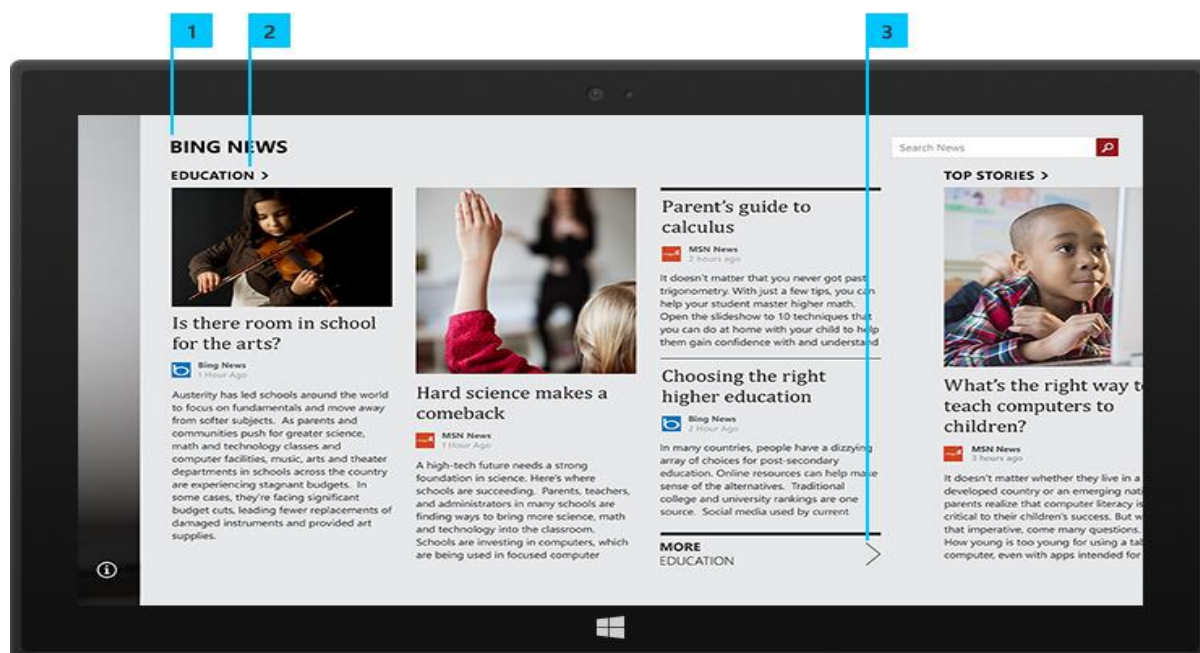 1
2
3
BING NEWS
Search News
EDUCATION >
Is there room in school
for the arts?
Bing News
1 Hour Ago
Austerity has led schools around the world
to focus on fundamentals and move away
from softer subjects. As parents and
communities push for greater science,
math and technology classes and
computer facilities, music, arts and theater
departments in schools across the country
are experiencing stagnant budgets. In
some cases, they're facing significant
budget cuts, leading fewer replacements of
damaged instruments and provided art
supplies.
Hard science makes a
comeback
MSN News
1 Hour Ago
A high-tech future needs a strong
foundation in science. Here's where
schools are succeeding. Parents, teachers,
and administrators in many schools are
finding ways to bring more science, math
and technology into the classroom.
Schools are investing in computers, which
are being used in focused computer
Parent's guide to
calculus
MSN News
2 hours ago
It doesn't matter that you never got past
trigonometry. With just a few tips, you can
help your student master higher math.
Open the slideshow to 10 techniques that
you can do at home with your child to help
them gain confidence with and understand
Choosing the right
higher education
Bing News
2 Hour Ago
In many countries, people have a dizzying
array of choices for post-secondary
education. Online resources can help make
sense of the alternatives. Traditional
college and university rankings are one
source. Social media used by current
MORE
EDUCATION
TOP STORIES >
What's the right way t
teach computers to
children?
MSN News
3 hours ago
It doesn't matter whether they live in a
developed country or an emerging nati
parents realize that computer literacy is
critical to their children's success. But w
that imperative, come many questions.
How young is too young for using a tab
computer, even with apps intended for